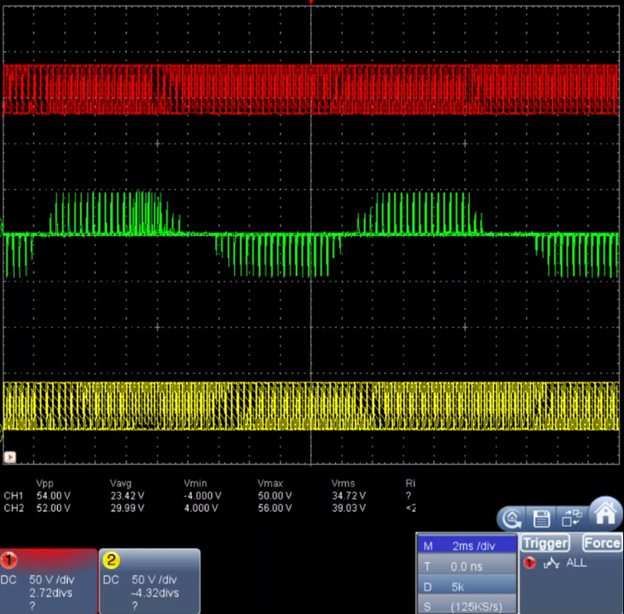 Vpp Vavg Vmin Vmax Vrms Ri
CH1 54.00 V 23.42 V -4.000 V 50.00 V 34.72 V ?
CH2 52.00 V 29.99 V 4.000 V 56.00 V 39.03 V <2
1
DC 50 V /div
2.72divs
?
2
DC 50 V /div
-4.32divs
?
M 2ms /div
T 0.0 ns
D 5k
S (125KS/s)
Trigger Force
1 ALL